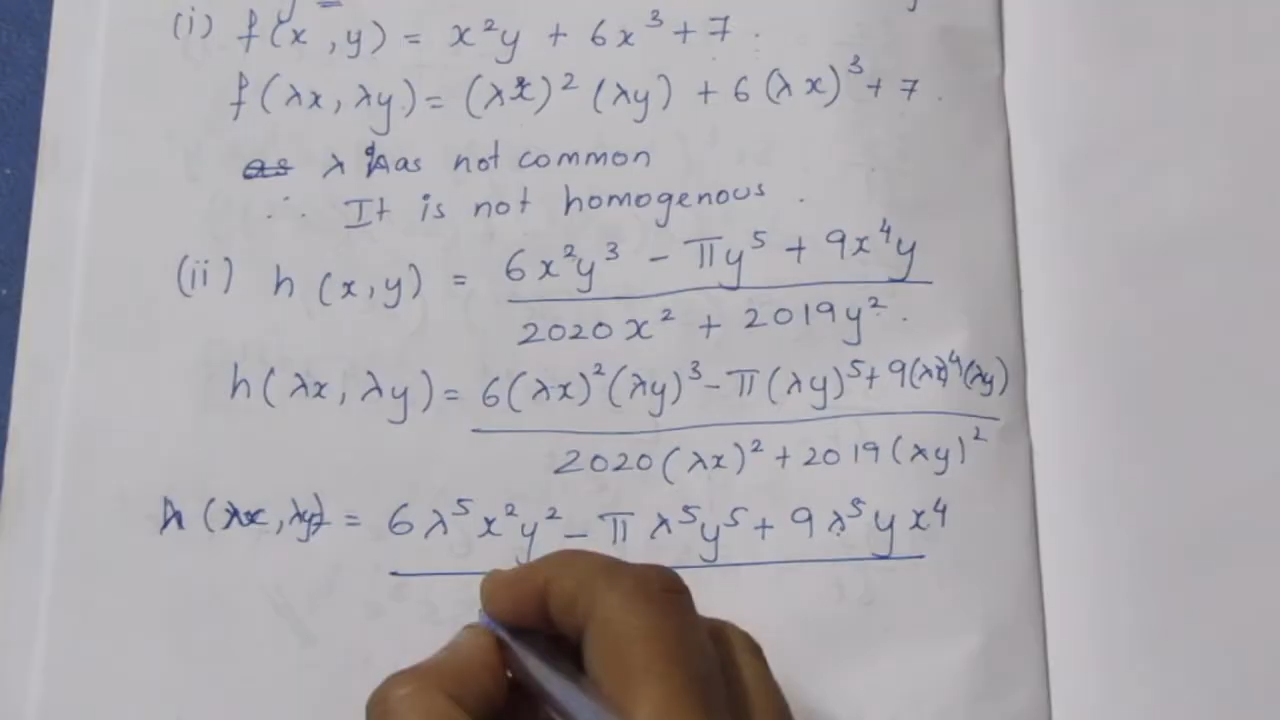 (i) f(x, y) = x²y + 6x³ + 7.
f(λx, λy) = (λx)² (λy) + 6(λx)³ + 7.
as λ has not common
∴ It is not homogenous.
(ii) h(x, y) = 6x²y³ - πy⁵ + 9x⁴y
2020x² + 2019y².
h(λx, λy) = 6(λx)²(λy)³ - π(λy)⁵ + 9(λx)⁴(λy)
2020(λx)² + 2019(λy)²
h(λx, λy) = 6λ⁵x²y² - πλ⁵y⁵ + 9λ⁵yx⁴